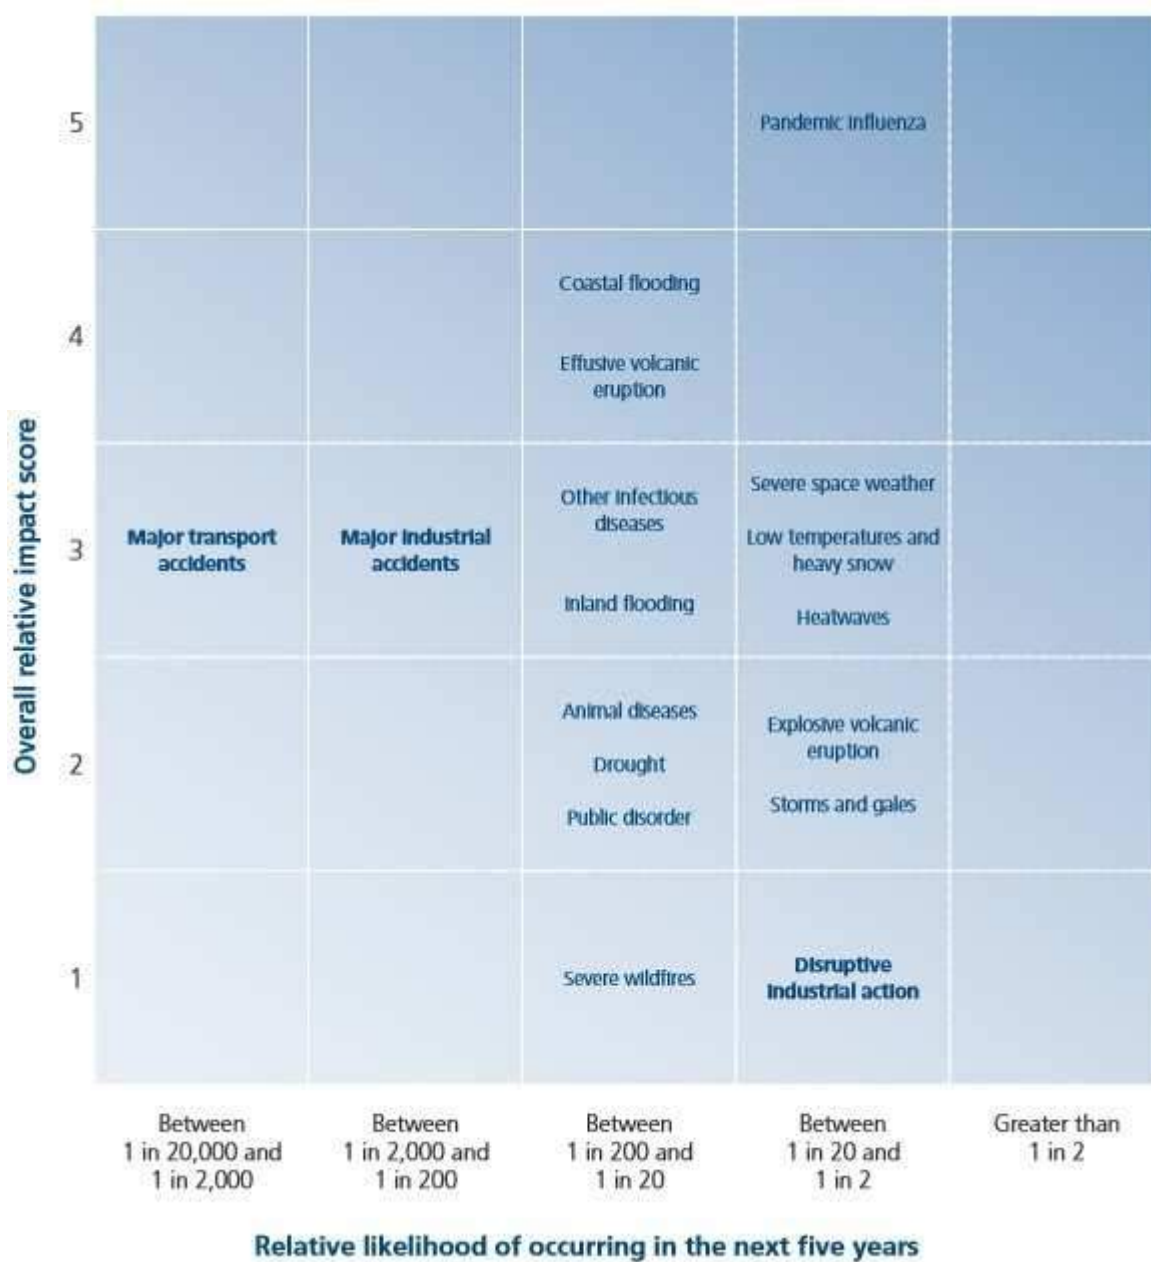 5
Pandemic influenza
Coastal flooding
4
Effusive volcanic
eruption
Overall relative impact score
3
Major transport
accidents
Major industrial
accidents
Other infectious
diseases
Inland flooding
Severe space weather
Low temperatures and
heavy snow
Heatwaves
2
Animal diseases
Drought
Public disorder
Explosive volcanic
eruption
Storms and gales
1
Severe wildfires
Disruptive
industrial action
Between
1 in 20,000 and
1 in 2,000
Between
1 in 2,000 and
1 in 200
Between
1 in 200 and
1 in 20
Between
1 in 20 and
1 in 2
Greater than
1 in 2
Relative likelihood of occurring in the next five years